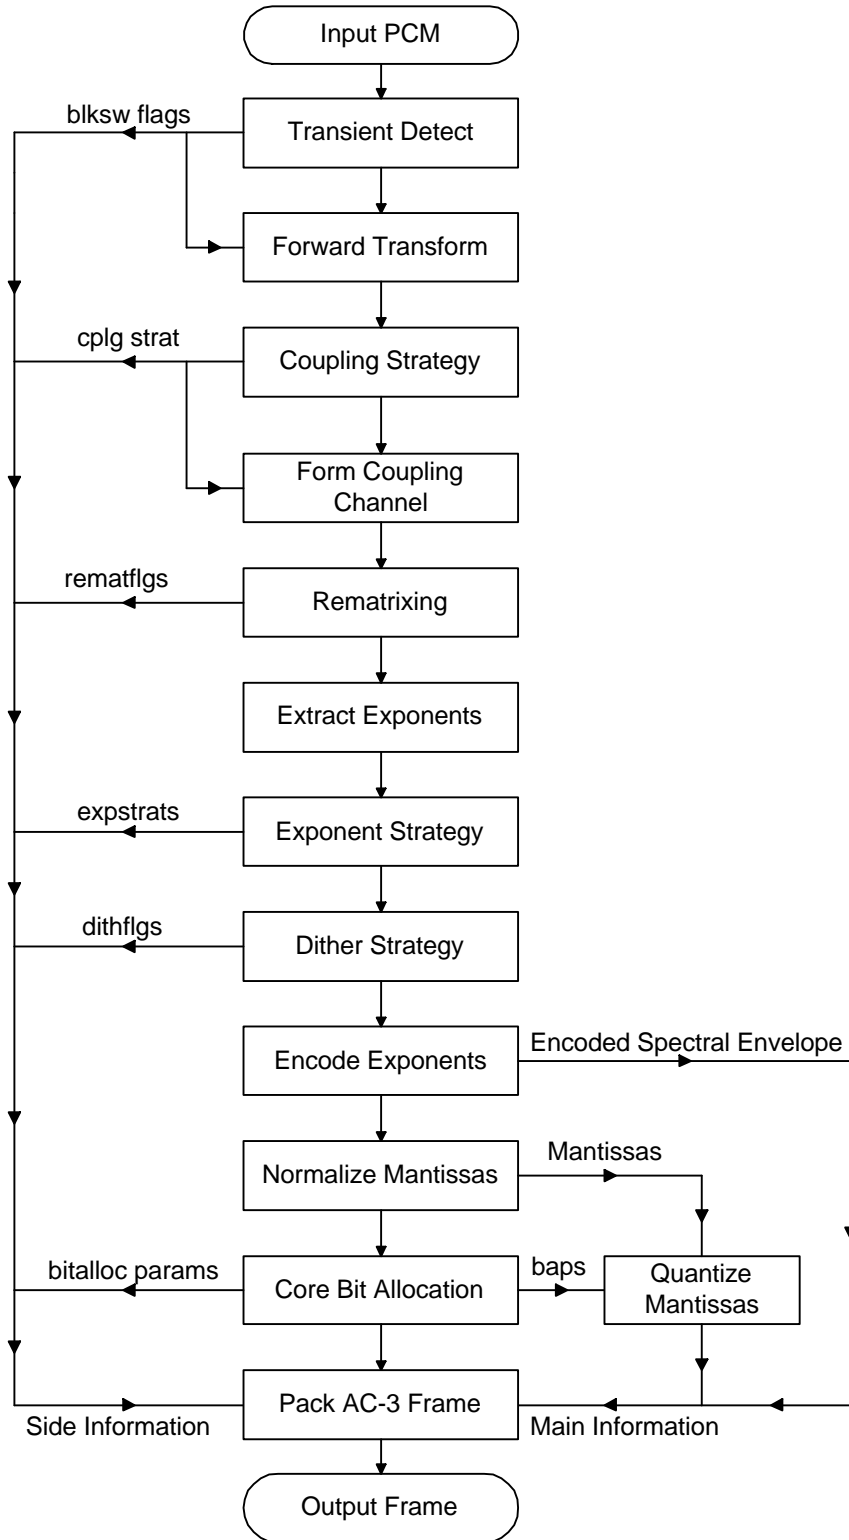 Input PCM
blksw flags
Transient Detect
Forward Transform
cplg strat
Coupling Strategy
Form Coupling
Channel
rematflgs
Rematrixing
Extract Exponents
expstrats
Exponent Strategy
dithflgs
Dither Strategy
Encode Exponents
Encoded Spectral Envelope
Normalize Mantissas
Mantissas
bitalloc params
Core Bit Allocation
baps
Quantize
Mantissas
Pack AC-3 Frame
Side Information
Main Information
Output Frame